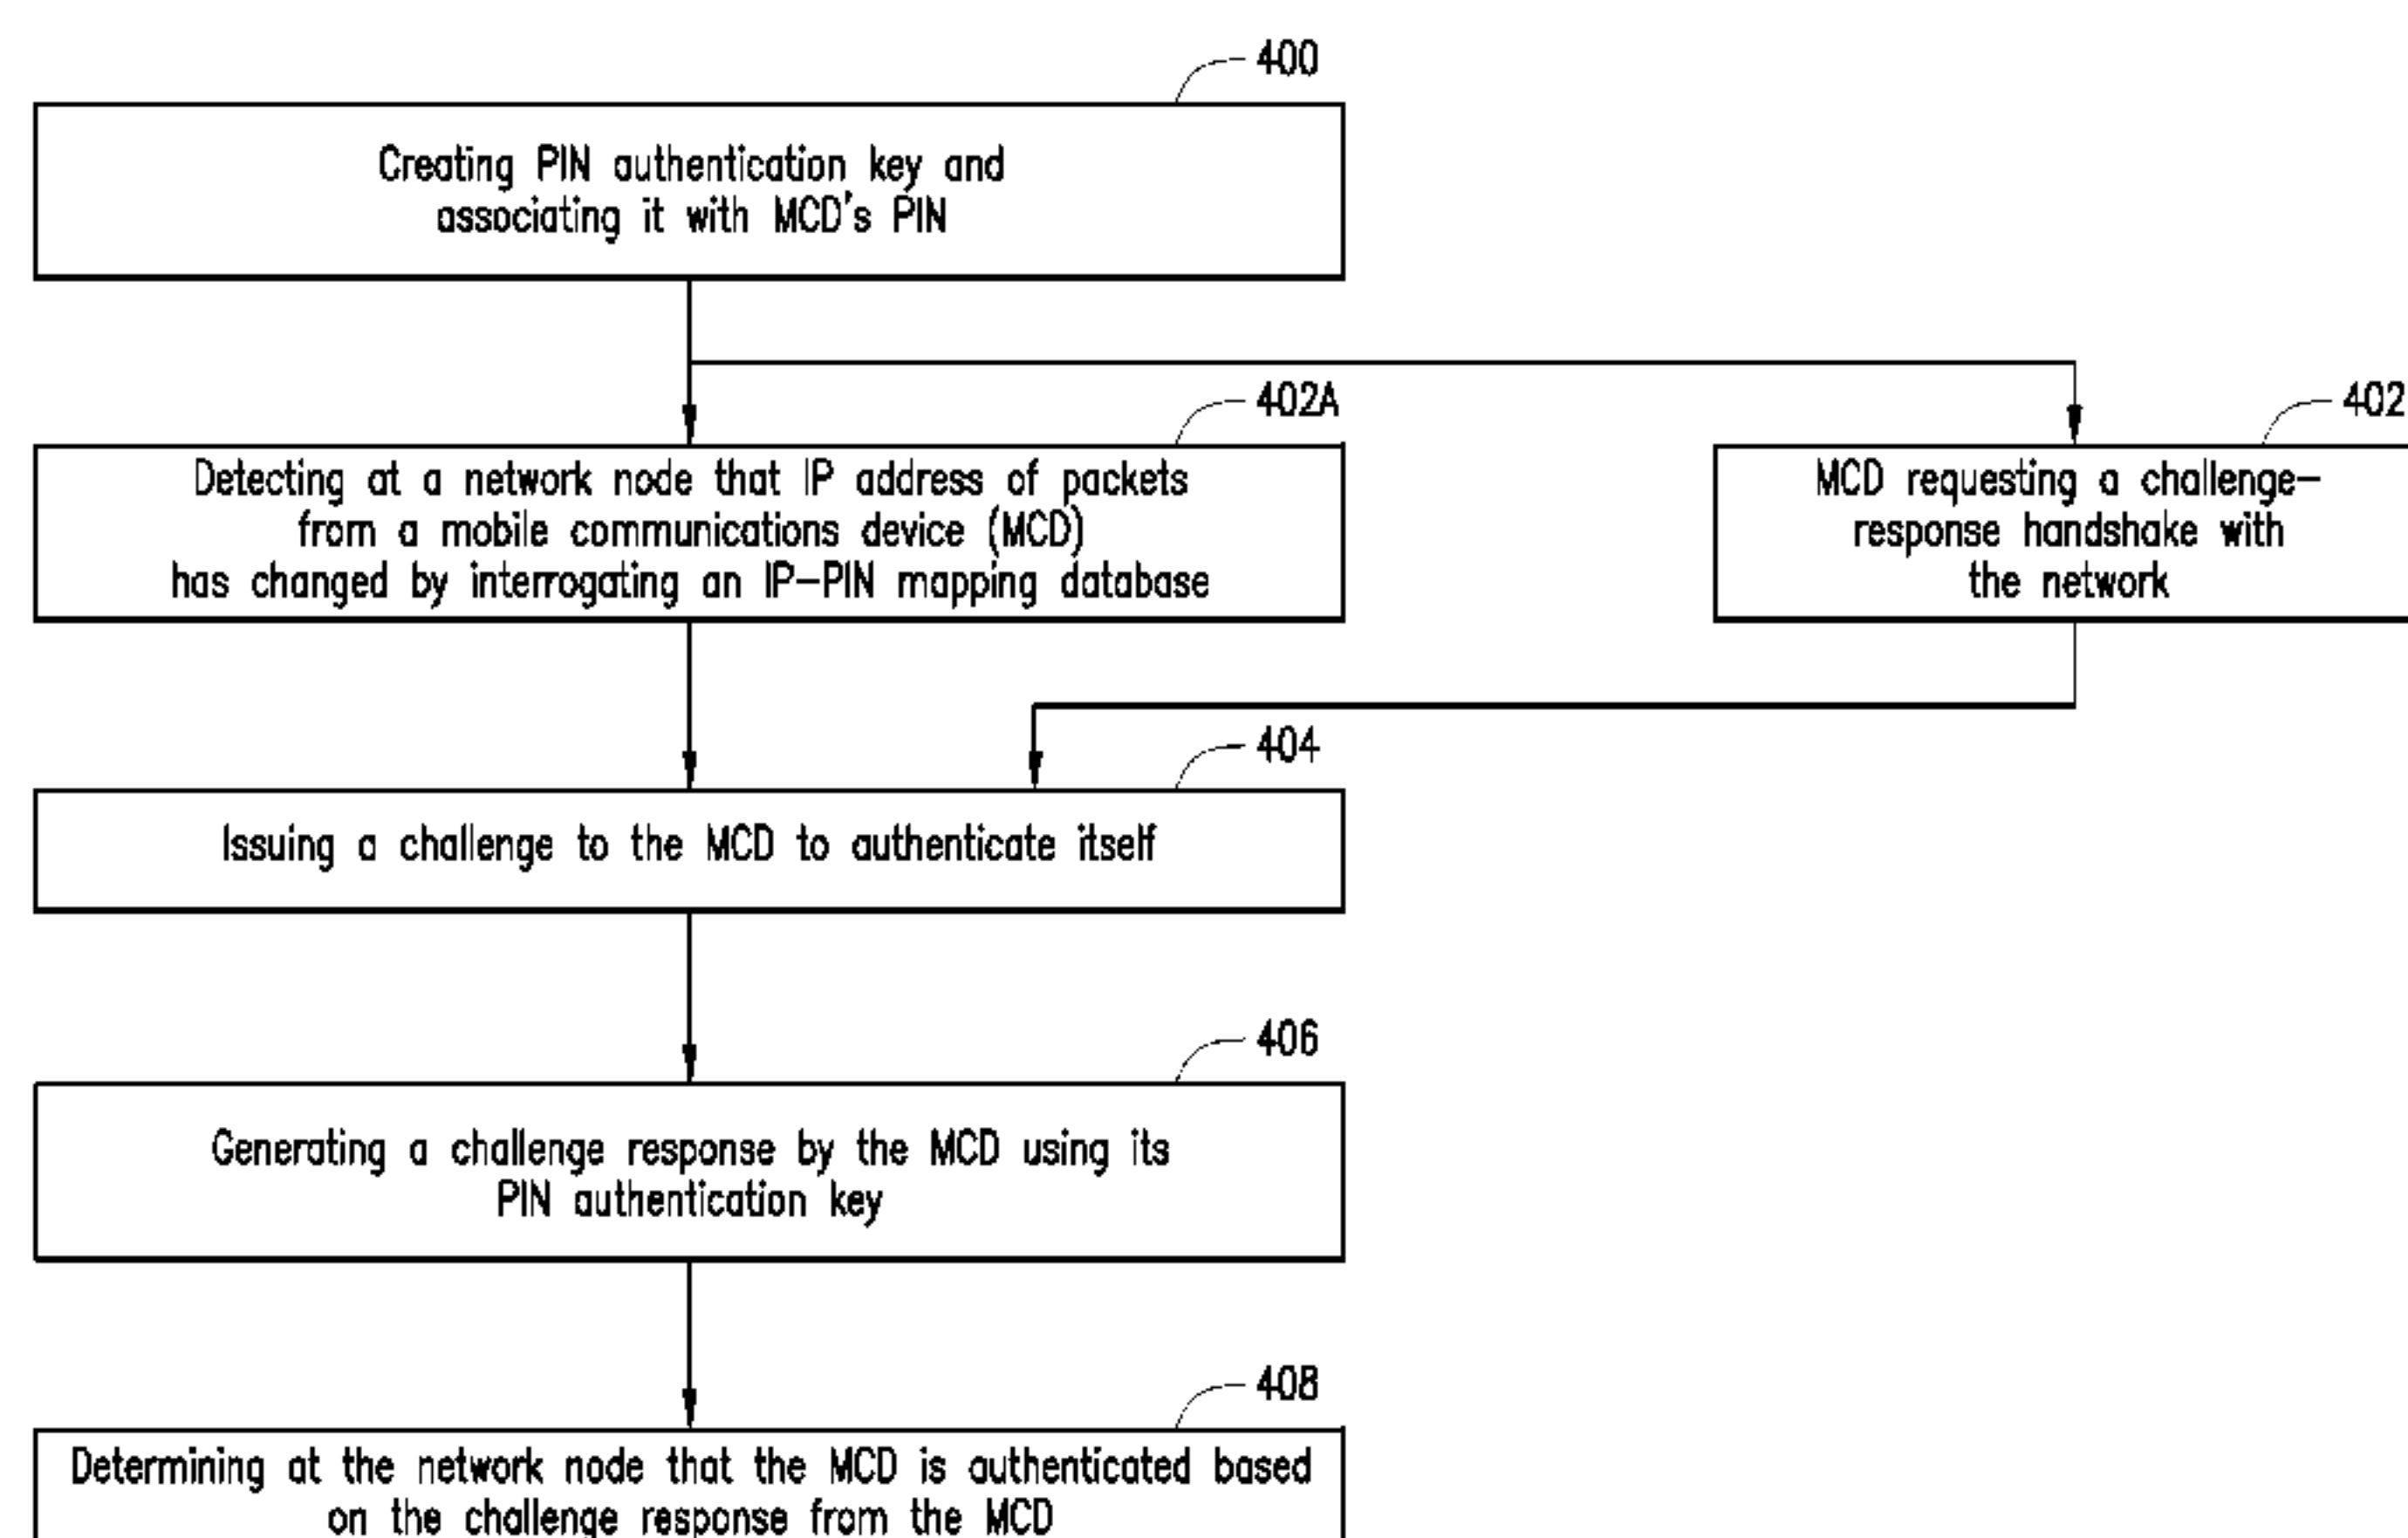 400
Creating PIN authentication key and
associating it with MCD's PIN
402A
Detecting at a network node that IP address of packets
from a mobile communications device (MCD)
has changed by interrogating an IP-PIN mapping database
402
MCD requesting a challenge-
response handshake with
the network
404
Issuing a challenge to the MCD to authenticate itself
406
Generating a challenge response by the MCD using its
PIN authentication key
408
Determining at the network node that the MCD is authenticated based
on the challenge response from the MCD